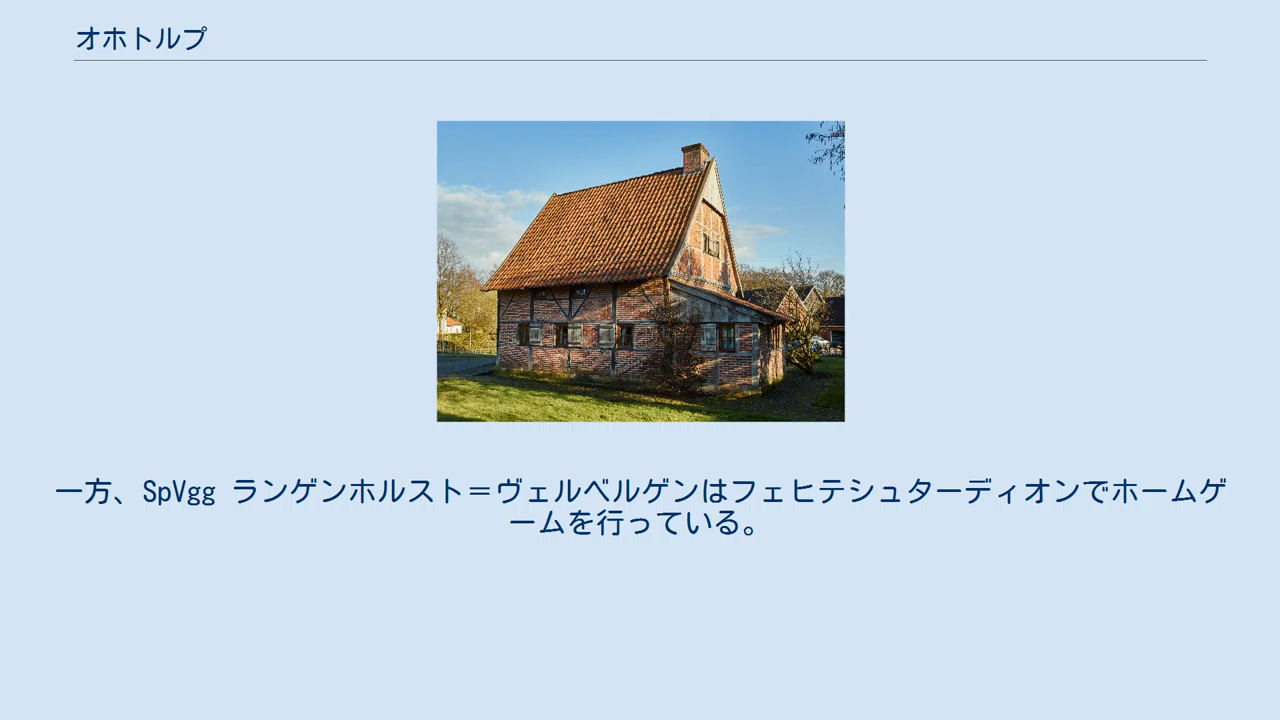 オホトルプ
一方、SpVgg ランゲンホルスト＝ヴェルベルゲンはフェヒテシュターディオンでホームゲ
ームを行っている。